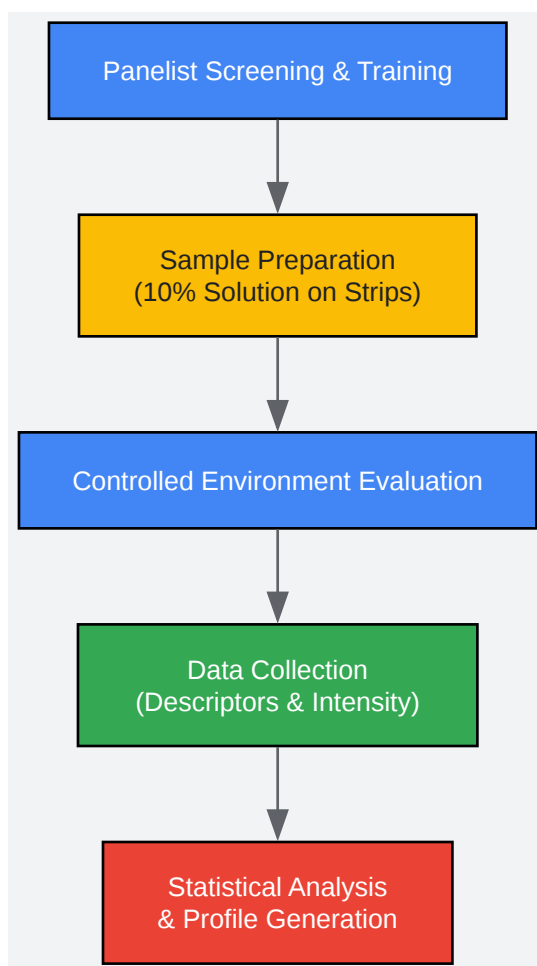 Panelist Screening & Training
Sample Preparation
(10% Solution on Strips)
Controlled Environment Evaluation
Data Collection
(Descriptors & Intensity)
Statistical Analysis
& Profile Generation